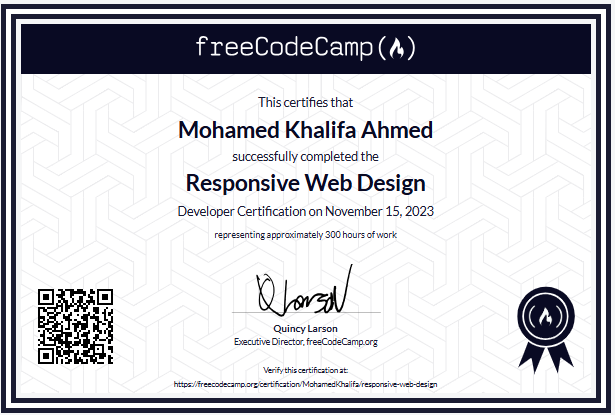 freeCodeCamp
This certifies that
Mohamed Khalifa Ahmed
successfully completed the
Responsive Web Design
Developer Certification on November 15, 2023
representing approximately 300 hours of work
Q Larson
Quincy Larson
Executive Director, freeCodeCamp.org
Verify this certification at:
https://freecodecamp.org/certification/MohamedKhalifa/responsive-web-design